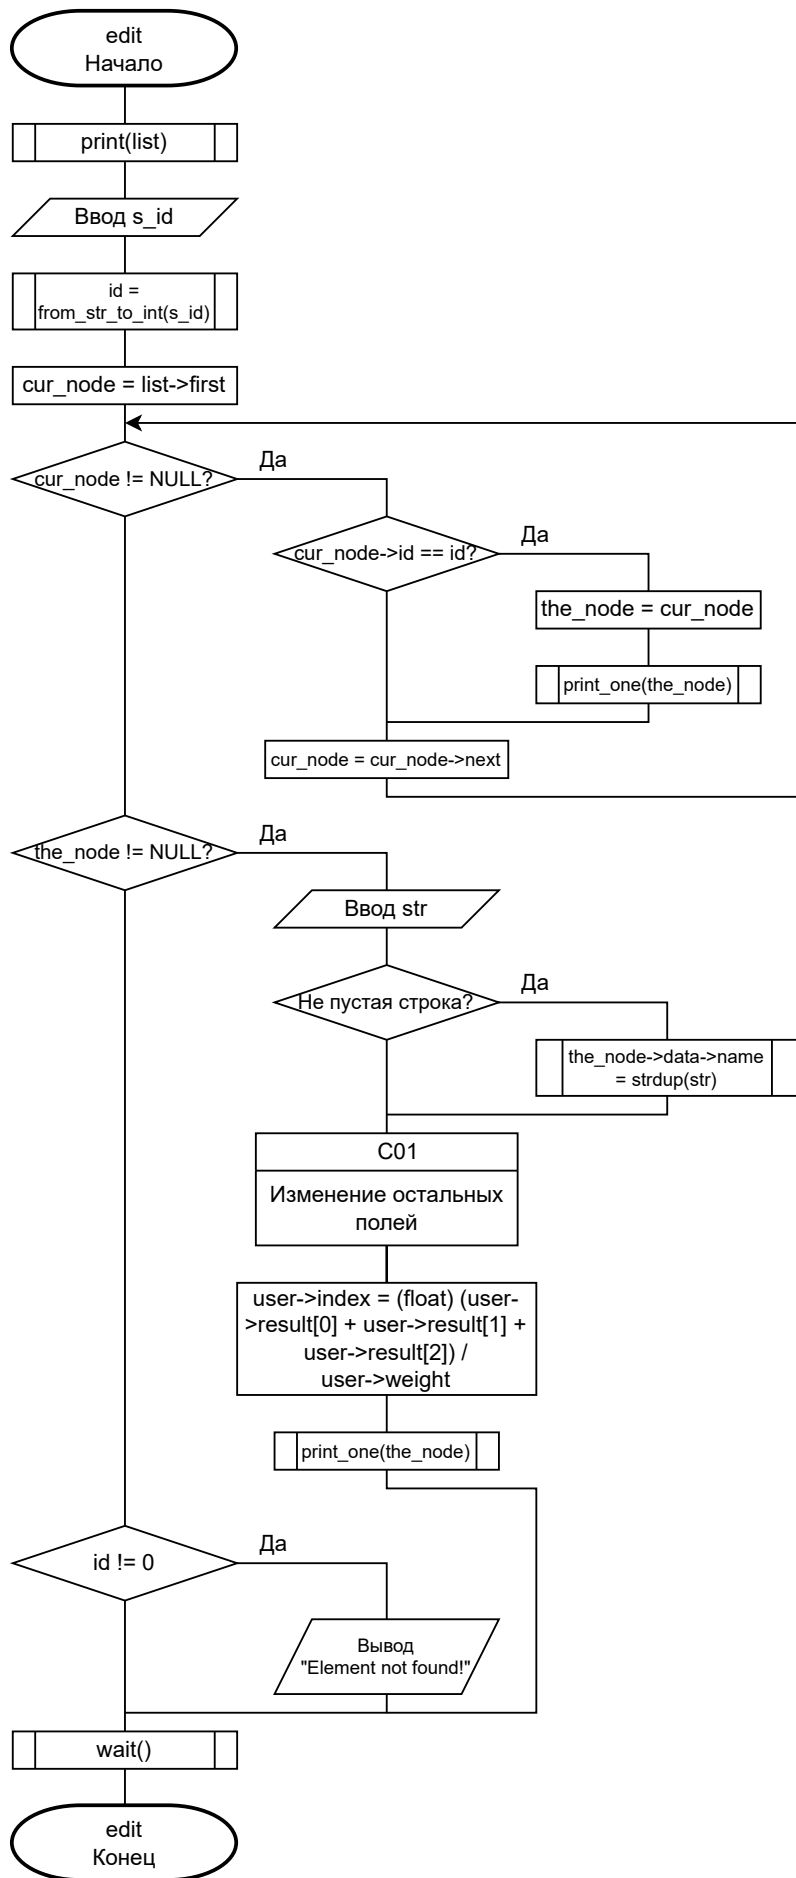 edit
Начало
print(list)
Ввод s_id
id =
from_str_to_int(s_id)
cur_node = list->first
cur_node != NULL?
Да
cur_node->id == id?
Да
the_node = cur_node
print_one(the_node)
cur_node = cur_node->next
the_node != NULL?
Да
Ввод str
Не пустая строка?
Да
the_node->data->name
= strdup(str)
C01
Изменение остальных
полей
user->index = (float) (user-
>result[0] + user->result[1] +
user->result[2]) /
user->weight
print_one(the_node)
id != 0
Да
Вывод
"Element not found!"
wait()
edit
Конец